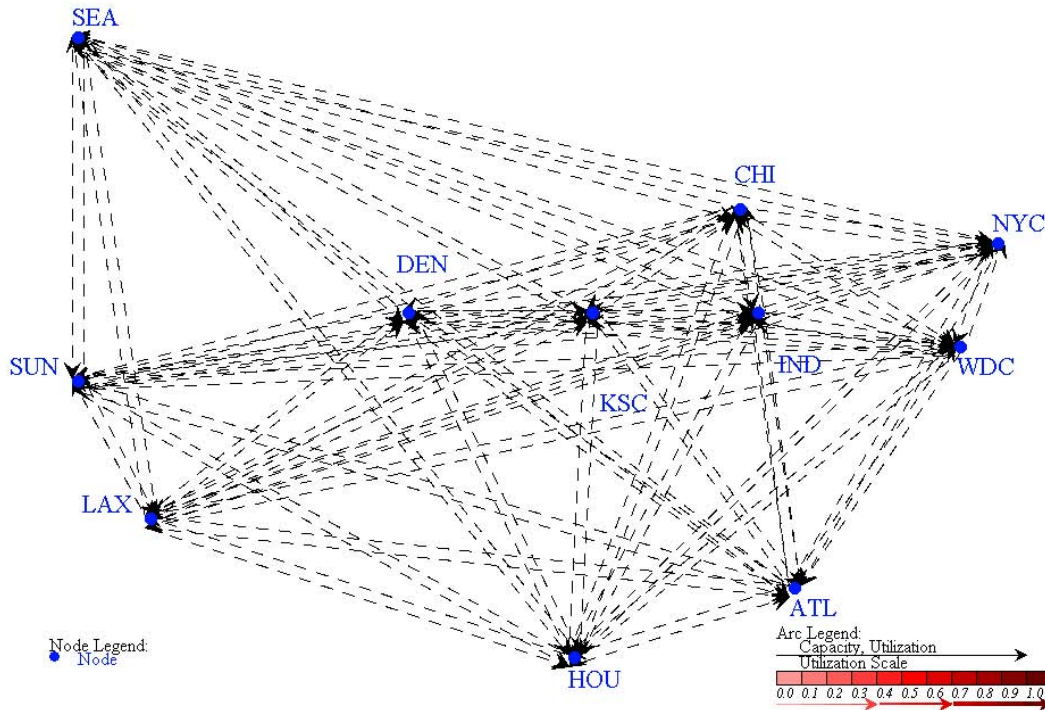 SEA
CHI
NYC
DEN
SUN
IND
WDC
KSC
LAX
ATL
HOU
Node Legend:
Node
Arc Legend:
Capacity, Utilization
Utilization Scale
0.0 0.1 0.2 0.3 0.4 0.5 0.6 0.7 0.8 0.9 1.0